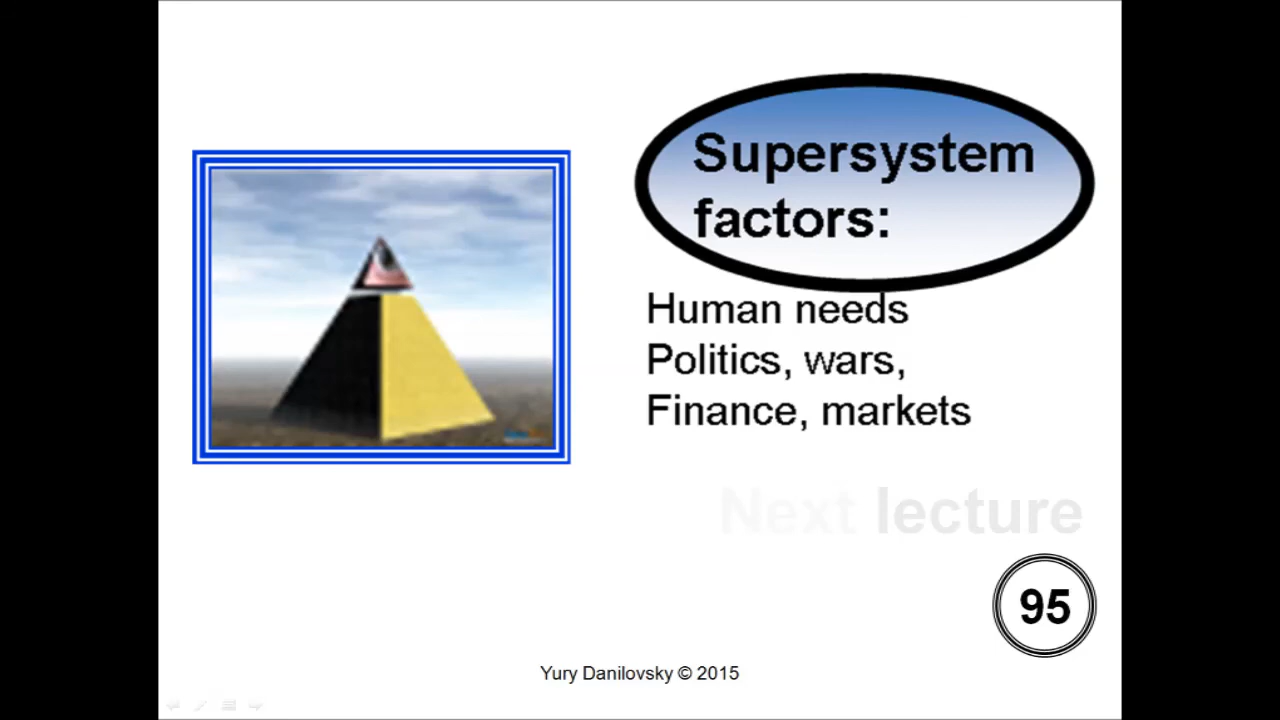 Supersystem
factors:
Human needs
Politics, wars,
Finance, markets
Next lecture
95
Yury Danilovsky © 2015